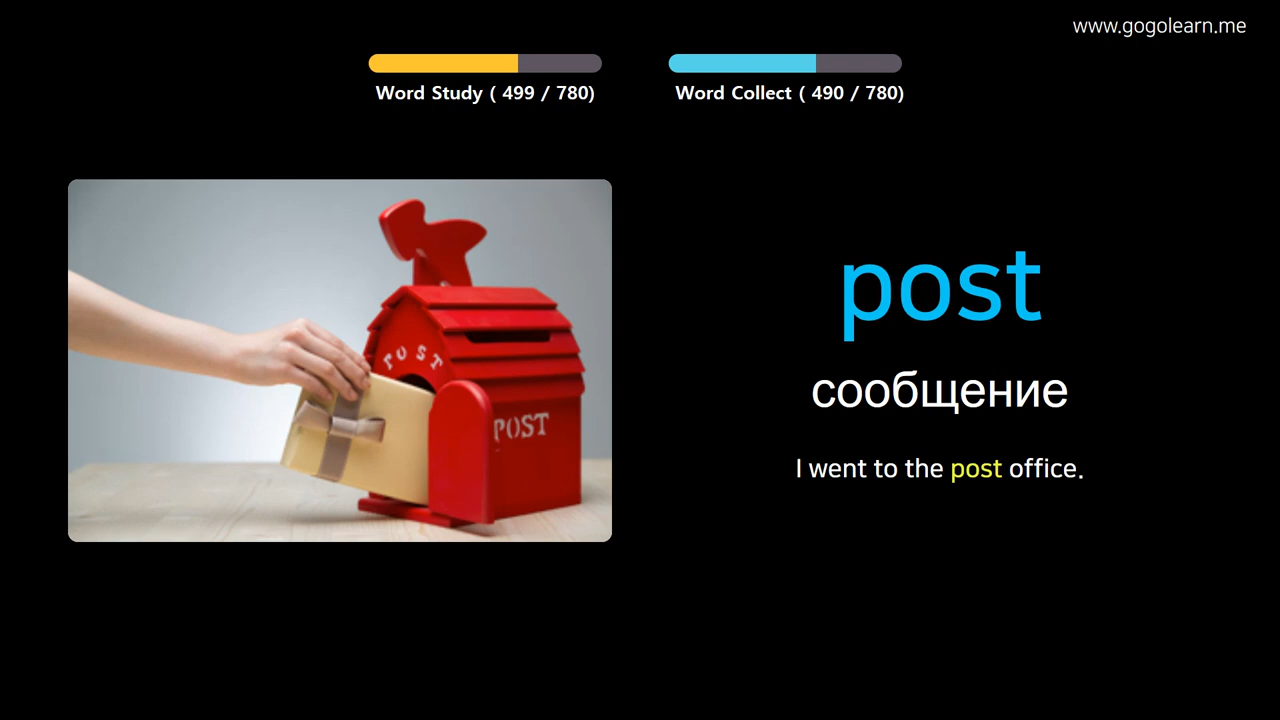 www.gogolearn.me
Word Study ( 499 / 780)
Word Collect ( 490 / 780)
POST
POST
post
сообщение
I went to the post office.